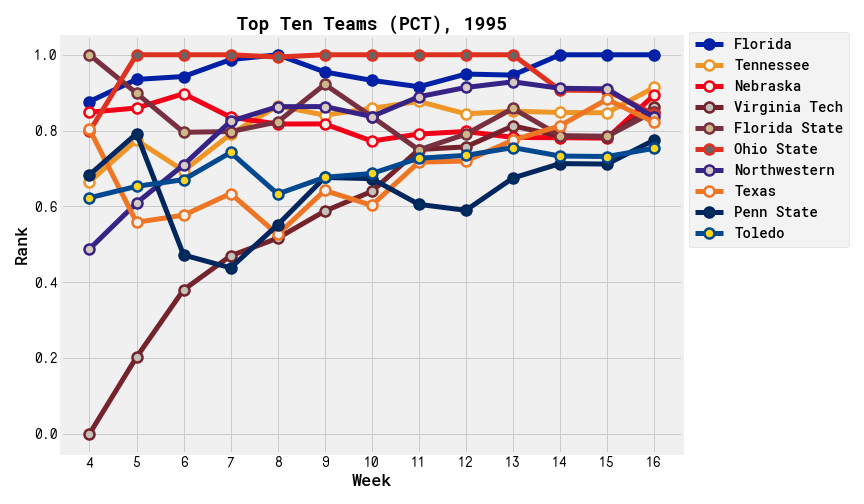 Top Ten Teams (PCT), 1995
Florida
Tennessee
Nebraska
Virginia Tech
Florida State
Ohio State
Northwestern
Texas
Penn State
Toledo
Rank
1.0
0.8
0.6
0.4
0.2
0.0
4 5 6 7 8 9 10 11 12 13 14 15 16
Week